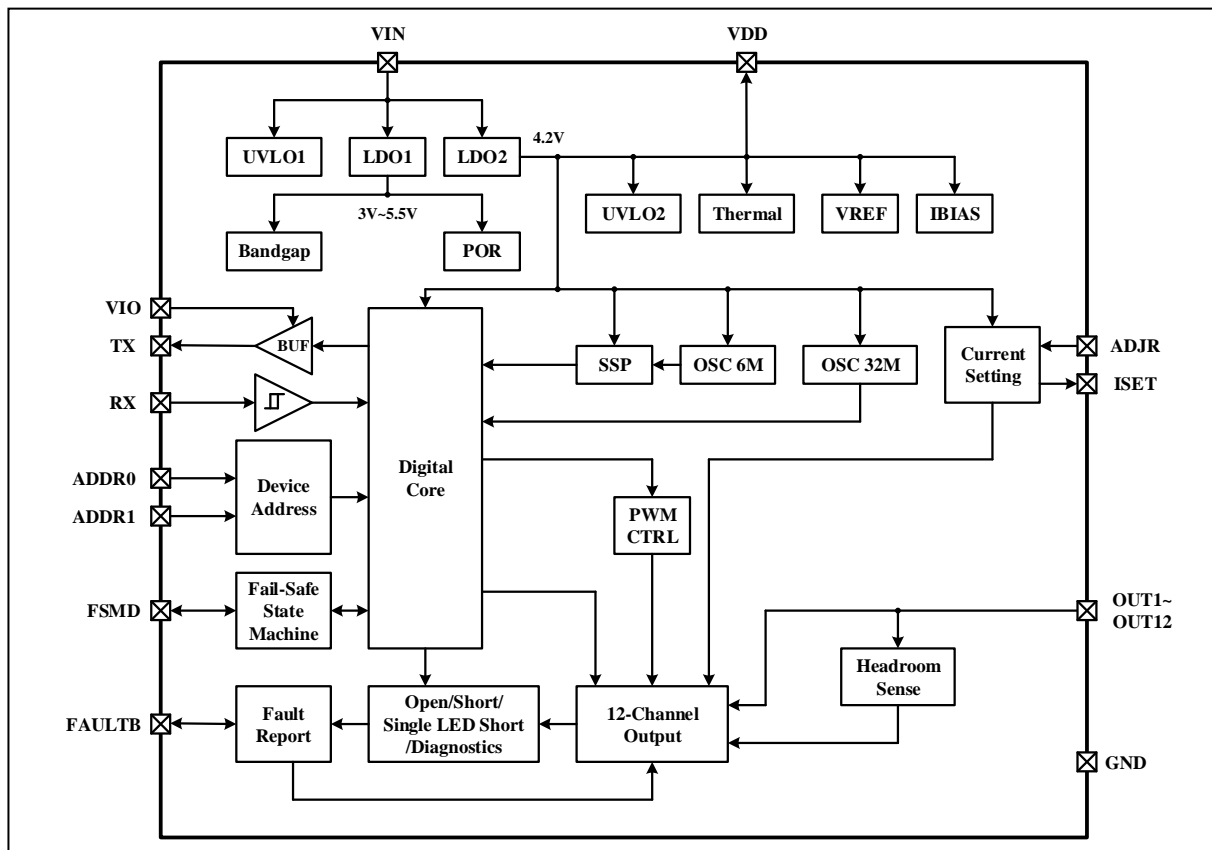 VIN
VDD
UVLO1
LDO1
LDO2
4.2V
3V~5.5V
UVLO2
Thermal
VREF
IBIAS
Bandgap
POR
VIO
TX
BUF
RX
SSP
OSC 6M
OSC 32M
Current
Setting
ADJR
ISET
ADDR0
ADDR1
Device
Address
Digital
Core
PWM
CTRL
FSMD
Fail-Safe
State
Machine
OUT1~
OUT12
Headroom
Sense
FAULTB
Fault
Report
Open/Short/
Single LED Short
/Diagnostics
12-Channel
Output
GND